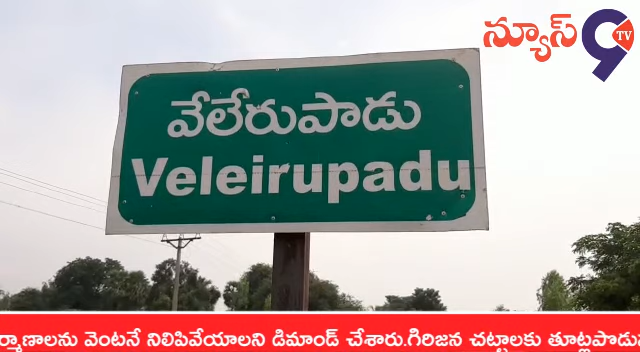 న్యూస్ 9 TV
వేలేరుపాడు
Veleirupadu
నిర్మాణాలను వెంటనే నిలిపివేయాలని డిమాండ్ చేశారు.గిరిజన చట్టాలకు